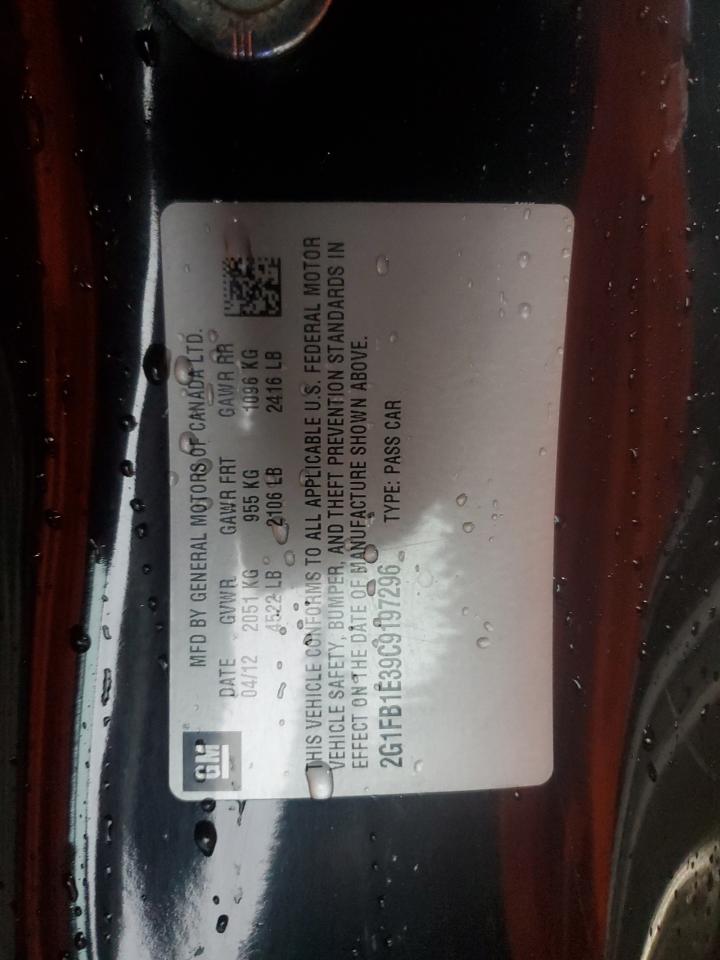 GM
MFD BY GENERAL MOTORS OF CANADA LTD.
DATE GVWR GAWR FRT GAWR RR
04/12 2051 KG 955 KG 1096 KG
4522 LB 2106 LB 2416 LB
THIS VEHICLE CONFORMS TO ALL APPLICABLE U.S. FEDERAL MOTOR
VEHICLE SAFETY, BUMPER, AND THEFT PREVENTION STANDARDS IN
EFFECT ON THE DATE OF MANUFACTURE SHOWN ABOVE.
2G1FB1E39C9197296 TYPE: PASS CAR